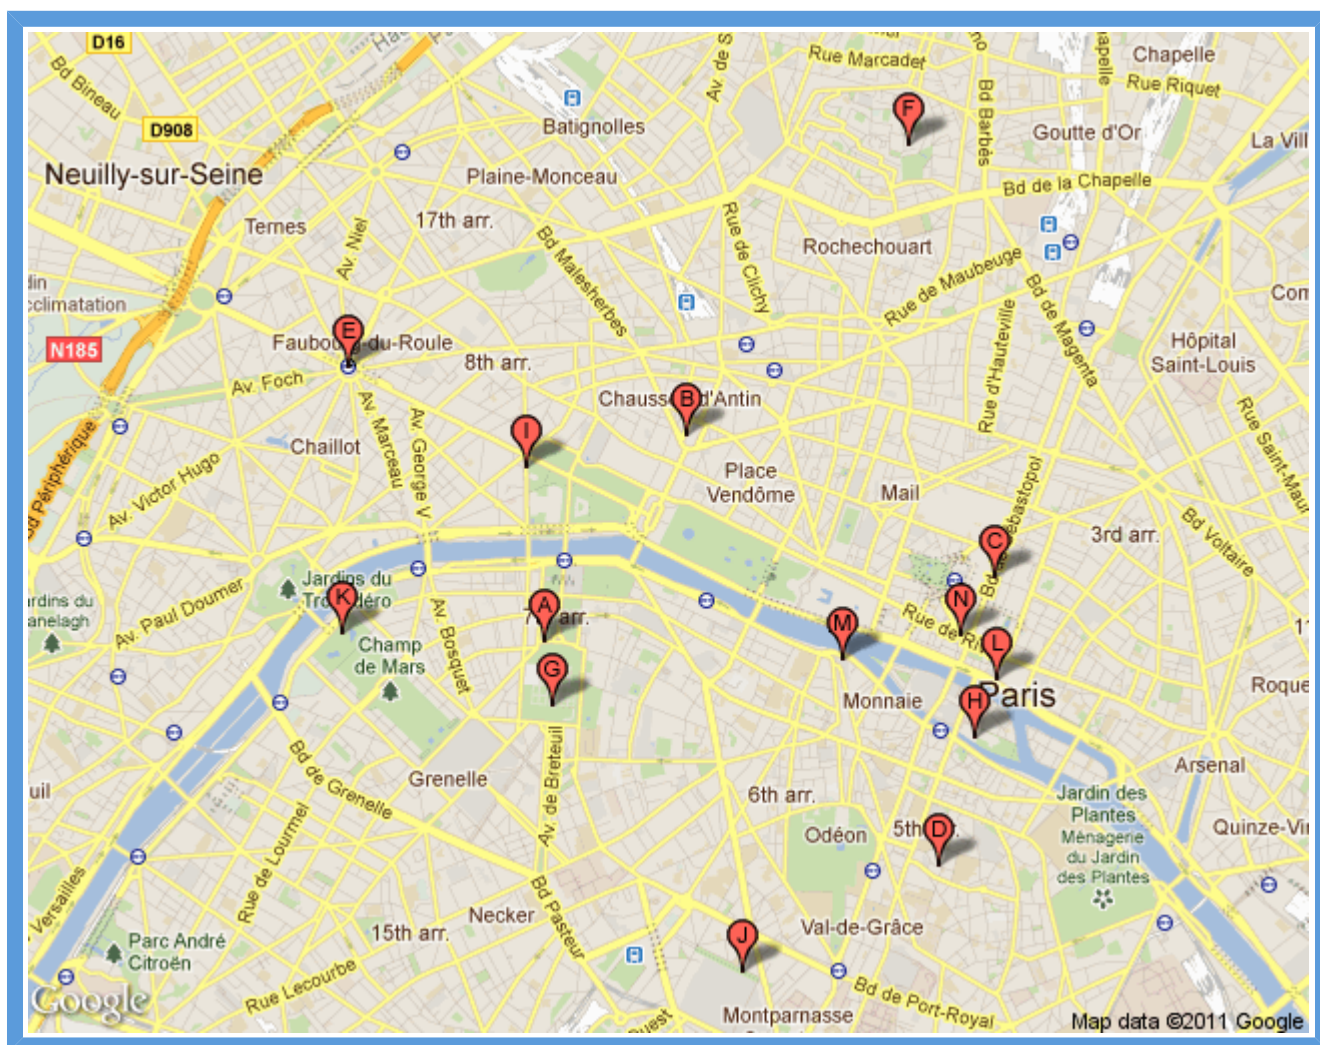 D16
Bd Bineau
Av. de S
Rue Marcadet
Chapelle
Rue Riquet
D908
Batignolles
Bd Barbès
F
Goutte d'Or
La Vill
Neuilly-sur-Seine
Plaine-Monceau
Bd de la Chapelle
Ternes
Av. Niel
17th arr.
Bd Malesherbes
Rue de Clichy
Rochechouart
Rue de Maubeuge
Bd de Magenta
Com
N185
E
Faubourg-du-Roule
8th arr.
Rue d'Hauteville
Hôpital
Saint-Louis
Av. Foch
B
Chaussée d'Antin
Rue Saint-Maur
Av. Marceau
Av. George V
I
Chaillot
Av. Victor Hugo
Bd Périphérique
Place
Vendôme
Mail
Bd de Sébastopol
3rd arr.
Bd Voltaire
C
Jardins du
Trocadéro
K
Av. Paul Doumer
Av. Bosquet
A
7th arr.
N
Rue de Rivoli
M
L
Champ
de Mars
G
Monnaie
Paris
H
Roque
Bd de Grenelle
Grenelle
Av. de Breteuil
6th arr.
Arsenal
Jardin des
Plantes
Ménagerie
du Jardin
des Plantes
Rue de Lourmel
Odéon
5th arr.
D
Quinze-Vin
Versailles
Bd Pasteur
Necker
15th arr.
J
Val-de-Grâce
Parc André
Citroën
Rue Lecourbe
Bd de Port-Royal
Montparnasse
Google
Map data ©2011 Google